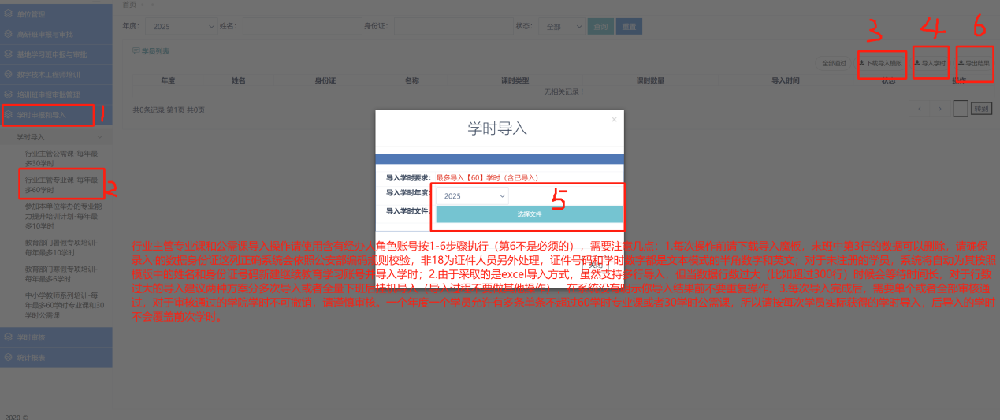 首页
单位管理
高研班申报与审批
基地学习班申报与审批
数字技术工程师培训
培训班申报审批管理
学时申报和导入
1
学时导入
行业主管公需课-每年最
多30学时
行业主管专业课-每年最
多60学时
2
参加本单位举办的专业能
力提升培训计划-每年最
多10学时
教育部门暑假专项培训-
每年最多10学时
教育部门寒假专项培训-
每年最多6学时
中小学教师系列培训-每
年最多60学时专业课和30
学时公需课
学时审核
统计报表
2020 ©
年度: 2025 姓名: 身份证: 状态: 全部 查询 重置
3 4 6
学员列表
全部通过 下载导入模版 导入学时 导出结果
年度 姓名 身份证 名称 课时类型 课时数量 导入时间 状态 操作
无相关记录！
共0条记录 第1页 共0页
‹ › 转到
学时导入 ×
导入学时要求: 最多导入【60】学时（含已导入）
导入学时年度: 2025
5
导入学时文件: 选择文件
关闭
行业主管专业课和公需课导入操作请使用含有经办人角色账号按1-6步骤执行（第6不是必须的），需要注意几点：1.每次操作前请下载导入魔板，末班中第3行的数据可以删除，请确保
录入的数据身份证这列正确系统会依照公安部编码规则校验，非18为证件人员另外处理，证件号码和学时数字都是文本模式的半角数字和英文；对于未注册的学员，系统将自动为其按照
模版中的姓名和身份证号码新建继续教育学习账号并导入学时；2.由于采取的是excel导入方式，虽然支持多行导入，但当数据行数过大（比如超过300行）时候会等待时间长，对于行数
过大的导入建议两种方案分多次导入或者全量下班后挂机导入（导入过程不要做其他操作），在系统没有明示你导入结果前不要重复操作。3.每次导入完成后，需要单个或者全部审核通
过，对于审核通过的学院学时不可撤销，请谨慎审核。一个年度一个学员允许有多条单条不超过60学时专业课或者30学时公需课，所以请按每次学员实际获得的学时导入，后导入的学时
不会覆盖前次学时。